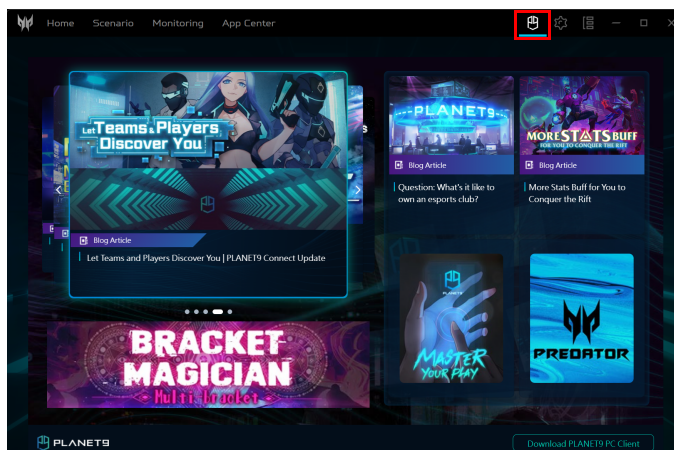 Home Scenario Monitoring App Center
Let Teams & Players
Discover You
Blog Article
Let Teams and Players Discover You | PLANET9 Connect Update
PLANET9
Blog Article
Question: What's it like to
own an esports club?
MORE STATS BUFF
FOR YOU TO CONQUER THE RIFT
Blog Article
More Stats Buff for You to
Conquer the Rift
BRACKET
MAGICIAN
Multi-Bracket
PLANET9
MASTER
YOUR PLAY
PREDATOR
PLANET9
Download PLANET9 PC Client